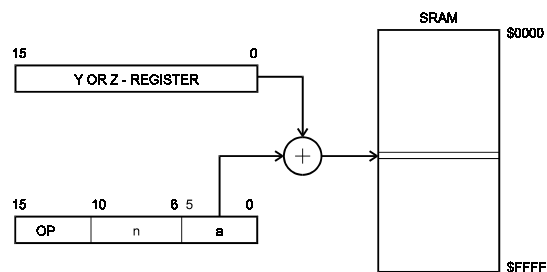 SRAM
$0000
15 0
Y OR Z - REGISTER
+
15 10 6 5 0
OP n a
$FFFF